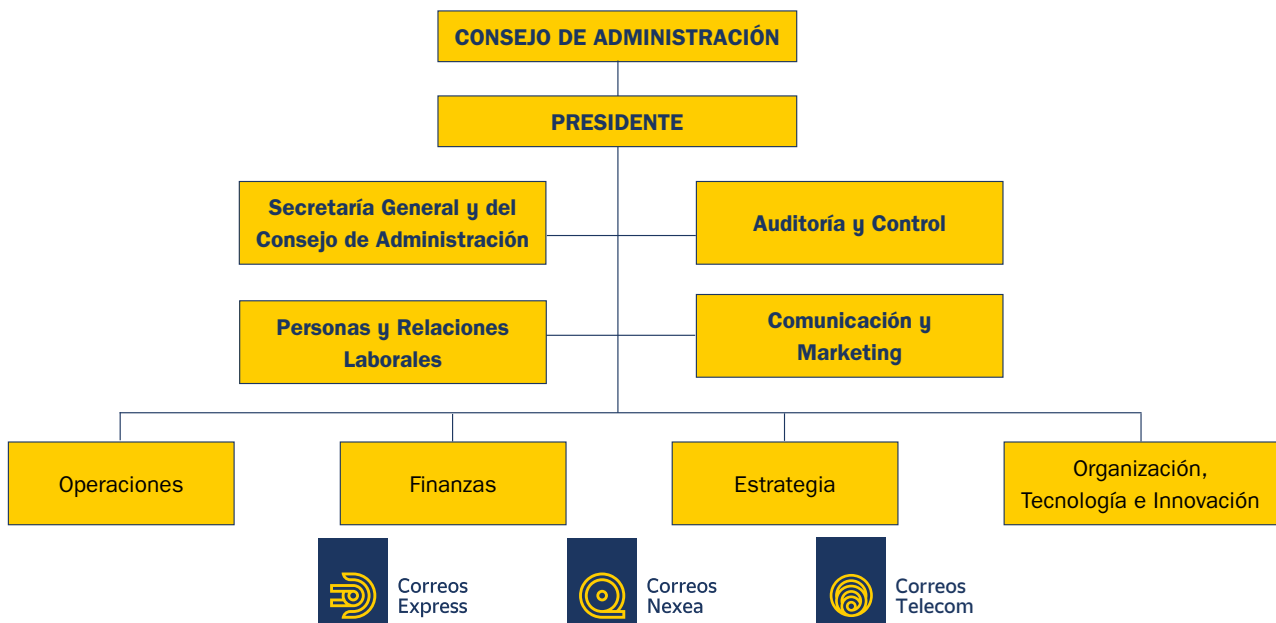 CONSEJO DE ADMINISTRACIÓN
PRESIDENTE
Secretaría General y del
Consejo de Administración
Auditoría y Control
Personas y Relaciones
Laborales
Comunicación y
Marketing
Operaciones
Finanzas
Estrategia
Organización,
Tecnología e Innovación
Correos
Express
Correos
Nexea
Correos
Telecom